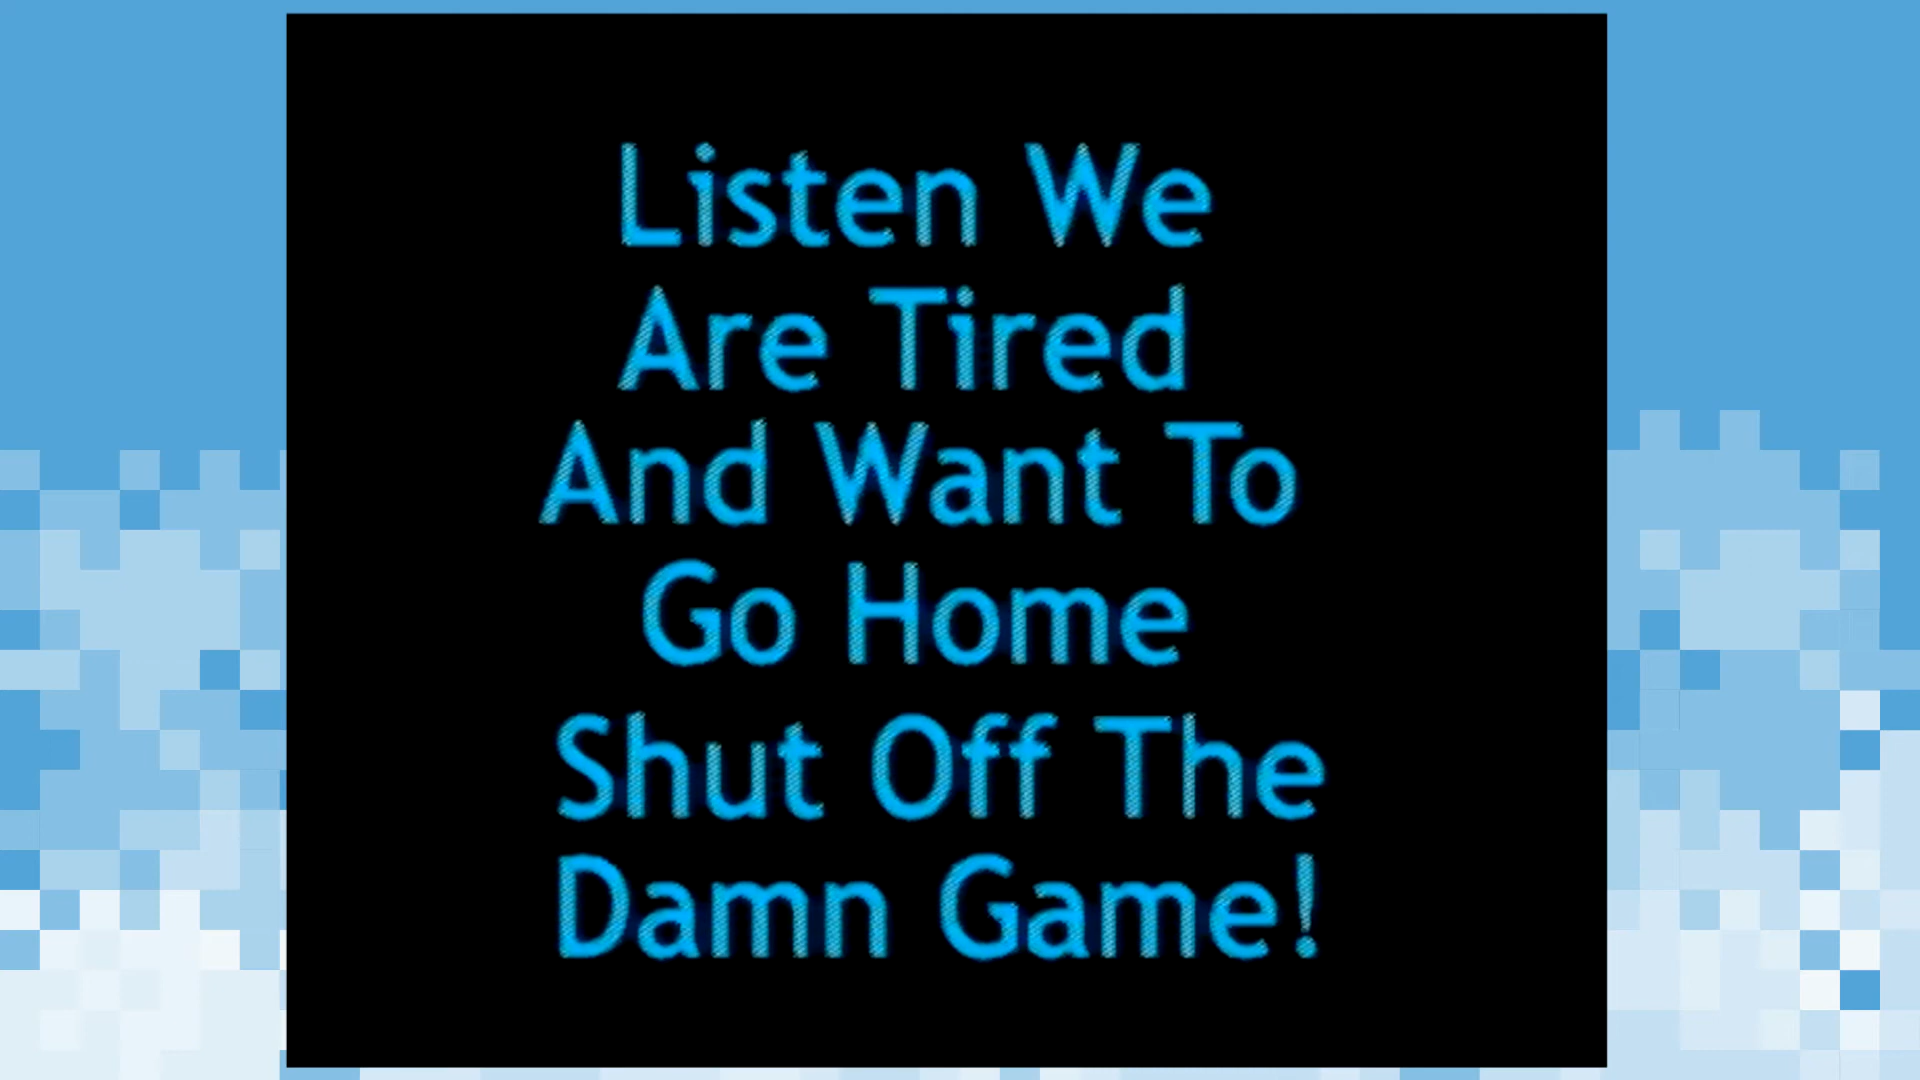 Listen We
Are Tired
And Want To
Go Home
Shut Off The
Damn Game!